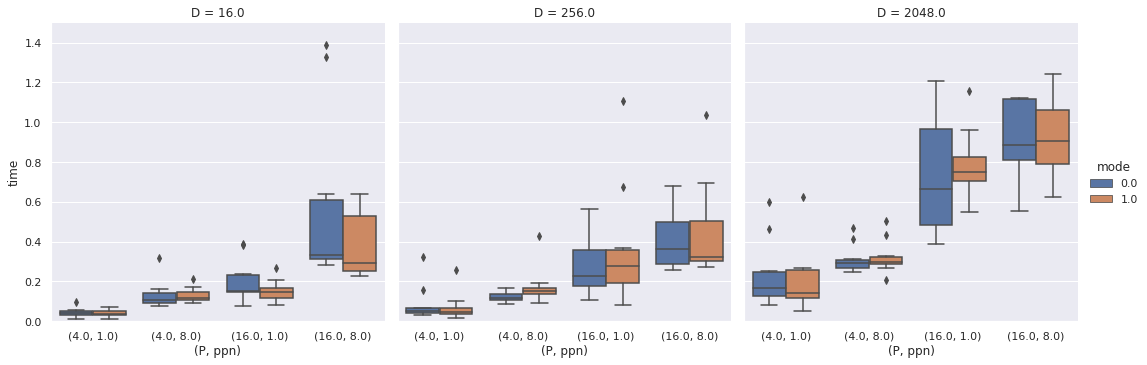 D = 16.0
D = 256.0
D = 2048.0
time
1.4
1.2
1.0
0.8
0.6
0.4
0.2
0.0
(4.0, 1.0) (4.0, 8.0) (16.0, 1.0) (16.0, 8.0)
(P, ppn)
(4.0, 1.0) (4.0, 8.0) (16.0, 1.0) (16.0, 8.0)
(P, ppn)
(4.0, 1.0) (4.0, 8.0) (16.0, 1.0) (16.0, 8.0)
(P, ppn)
mode
0.0
1.0